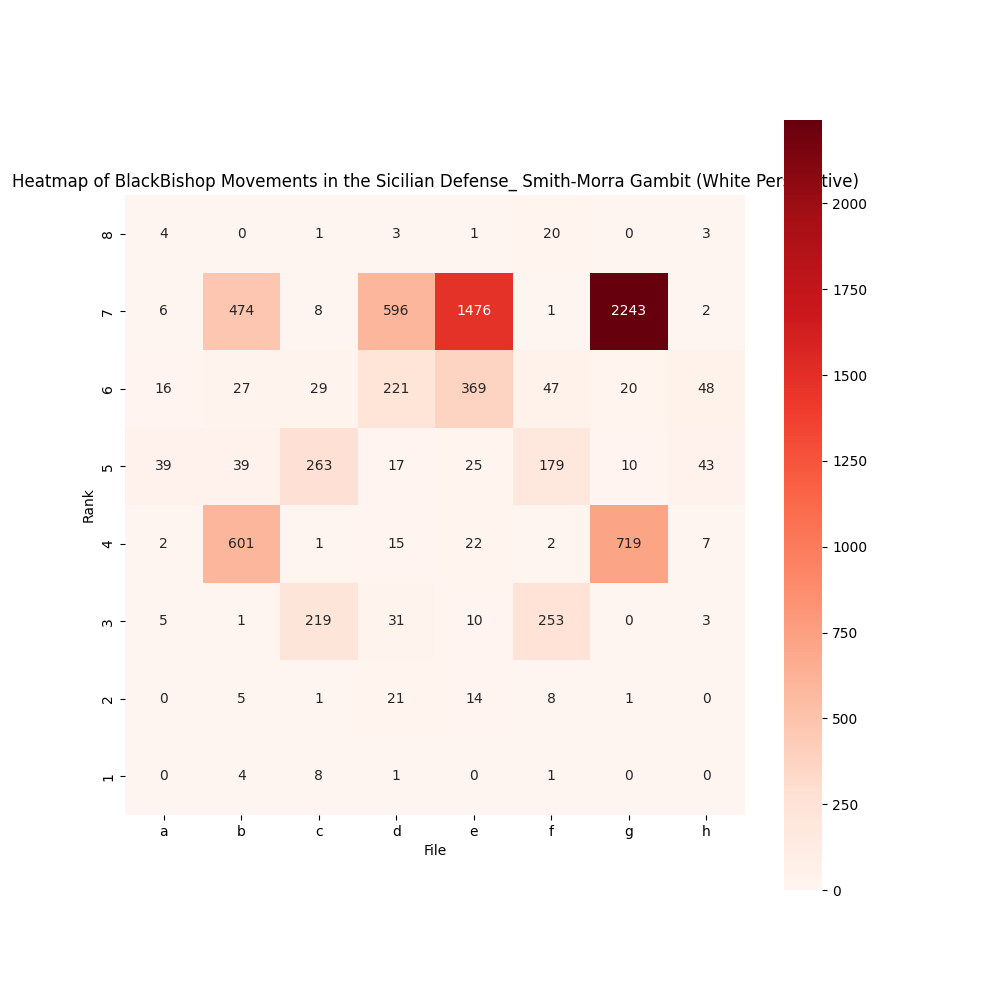 Heatmap of BlackBishop Movements in the Sicilian Defense_ Smith-Morra Gambit (White Perspective)
8 4 0 1 3 1 20 0 3
7 6 474 8 596 1476 1 2243 2
6 16 27 29 221 369 47 20 48
5 39 39 263 17 25 179 10 43
4 2 601 1 15 22 2 719 7
3 5 1 219 31 10 253 0 3
2 0 5 1 21 14 8 1 0
1 0 4 8 1 0 1 0 0
Rank
a b c d e f g h
File
2000
1750
1500
1250
1000
750
500
250
0